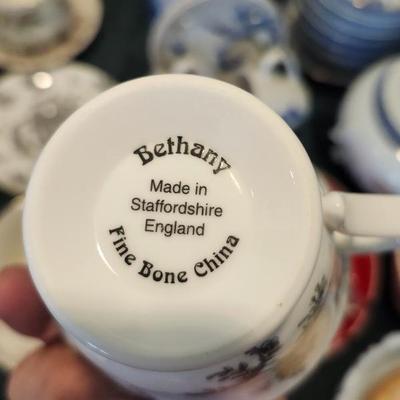 Bethany
Made in
Staffordshire
England
Fine Bone China